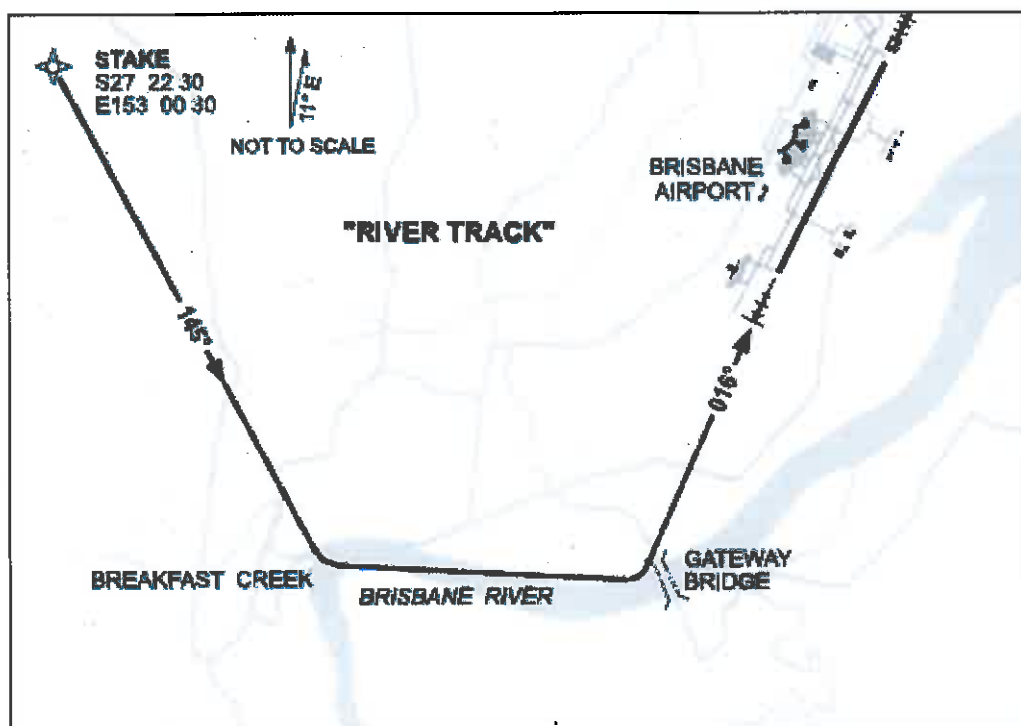 STAKE
S27 22 30
E153 00 30
11° E
NOT TO SCALE
BRISBANE
AIRPORT
"RIVER TRACK"
145°
016°
BREAKFAST CREEK
BRISBANE RIVER
GATEWAY
BRIDGE